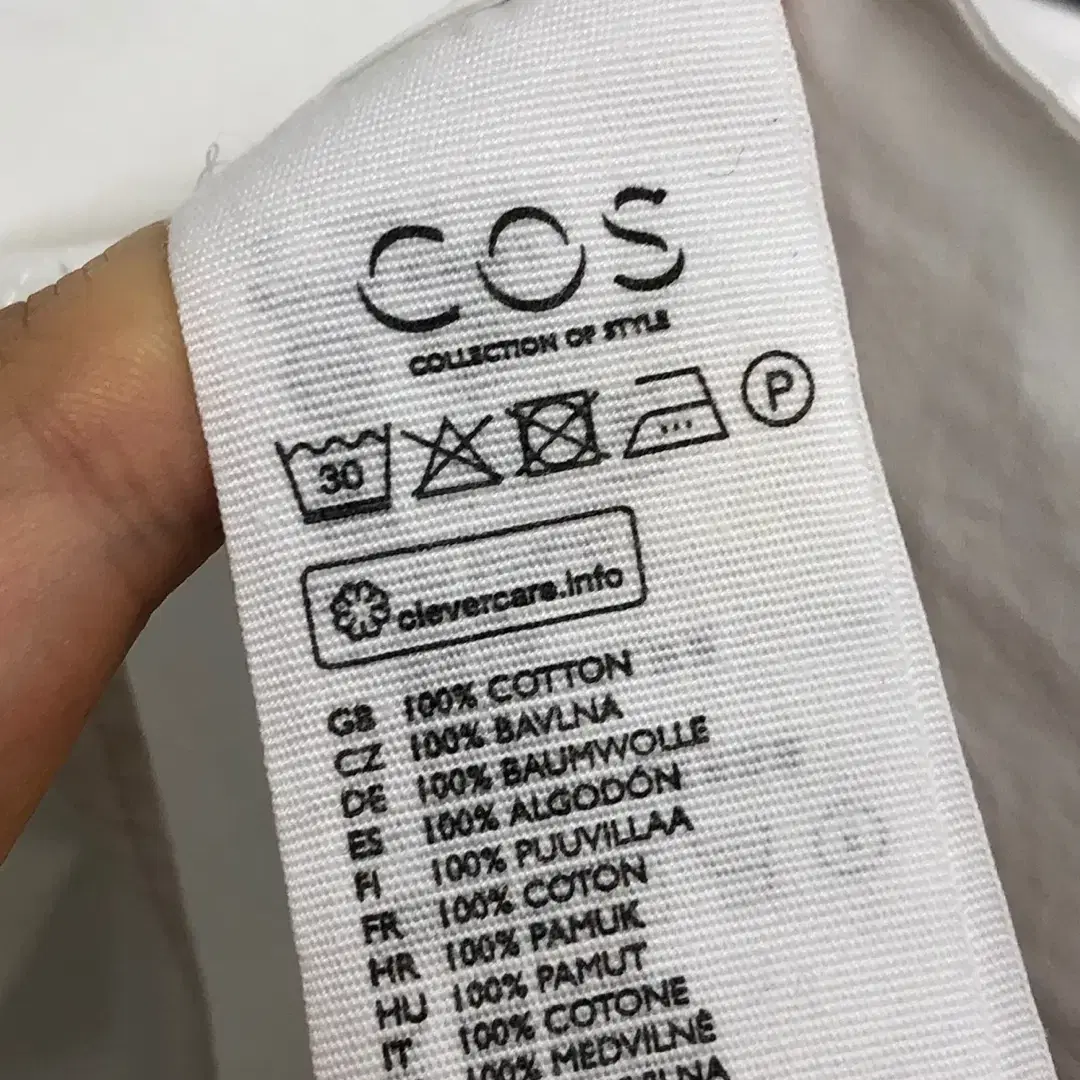 COS
COLLECTION OF STYLE
30
P
clevercare.info
GB 100% COTTON
CZ 100% BAVLNA
DE 100% BAUMWOLLE
ES 100% ALGODÓN
FI 100% PUUVILLAA
FR 100% COTON
HR 100% PAMUK
HU 100% PAMUT
IT 100% COTONE
100% MEDVILNĖ